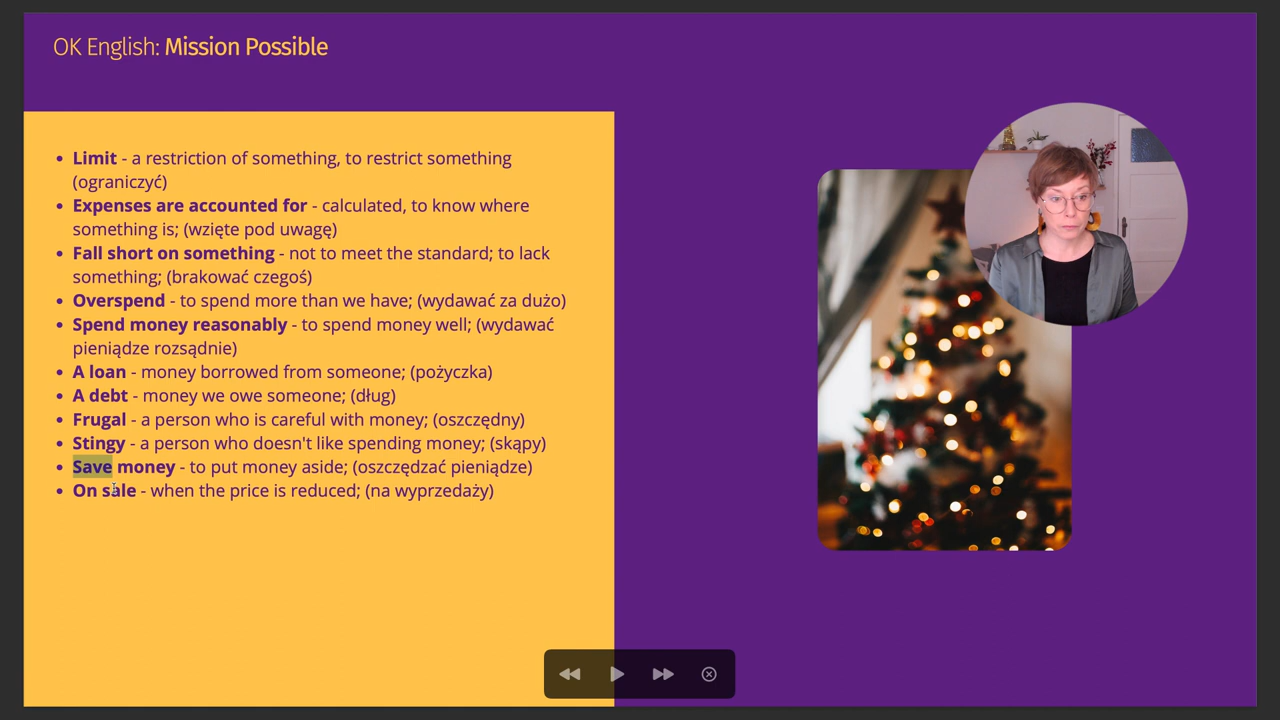 OK English: Mission Possible
Limit - a restriction of something, to restrict something
(ograniczyć)
Expenses are accounted for - calculated, to know where
something is; (wzięte pod uwagę)
Fall short on something - not to meet the standard; to lack
something; (brakować czegoś)
Overspend - to spend more than we have; (wydawać za dużo)
Spend money reasonably - to spend money well; (wydawać
pieniądze rozsądnie)
A loan - money borrowed from someone; (pożyczka)
A debt - money we owe someone; (dług)
Frugal - a person who is careful with money; (oszczędny)
Stingy - a person who doesn't like spending money; (skąpy)
Save money - to put money aside; (oszczędzać pieniądze)
On sale - when the price is reduced; (na wyprzedaży)